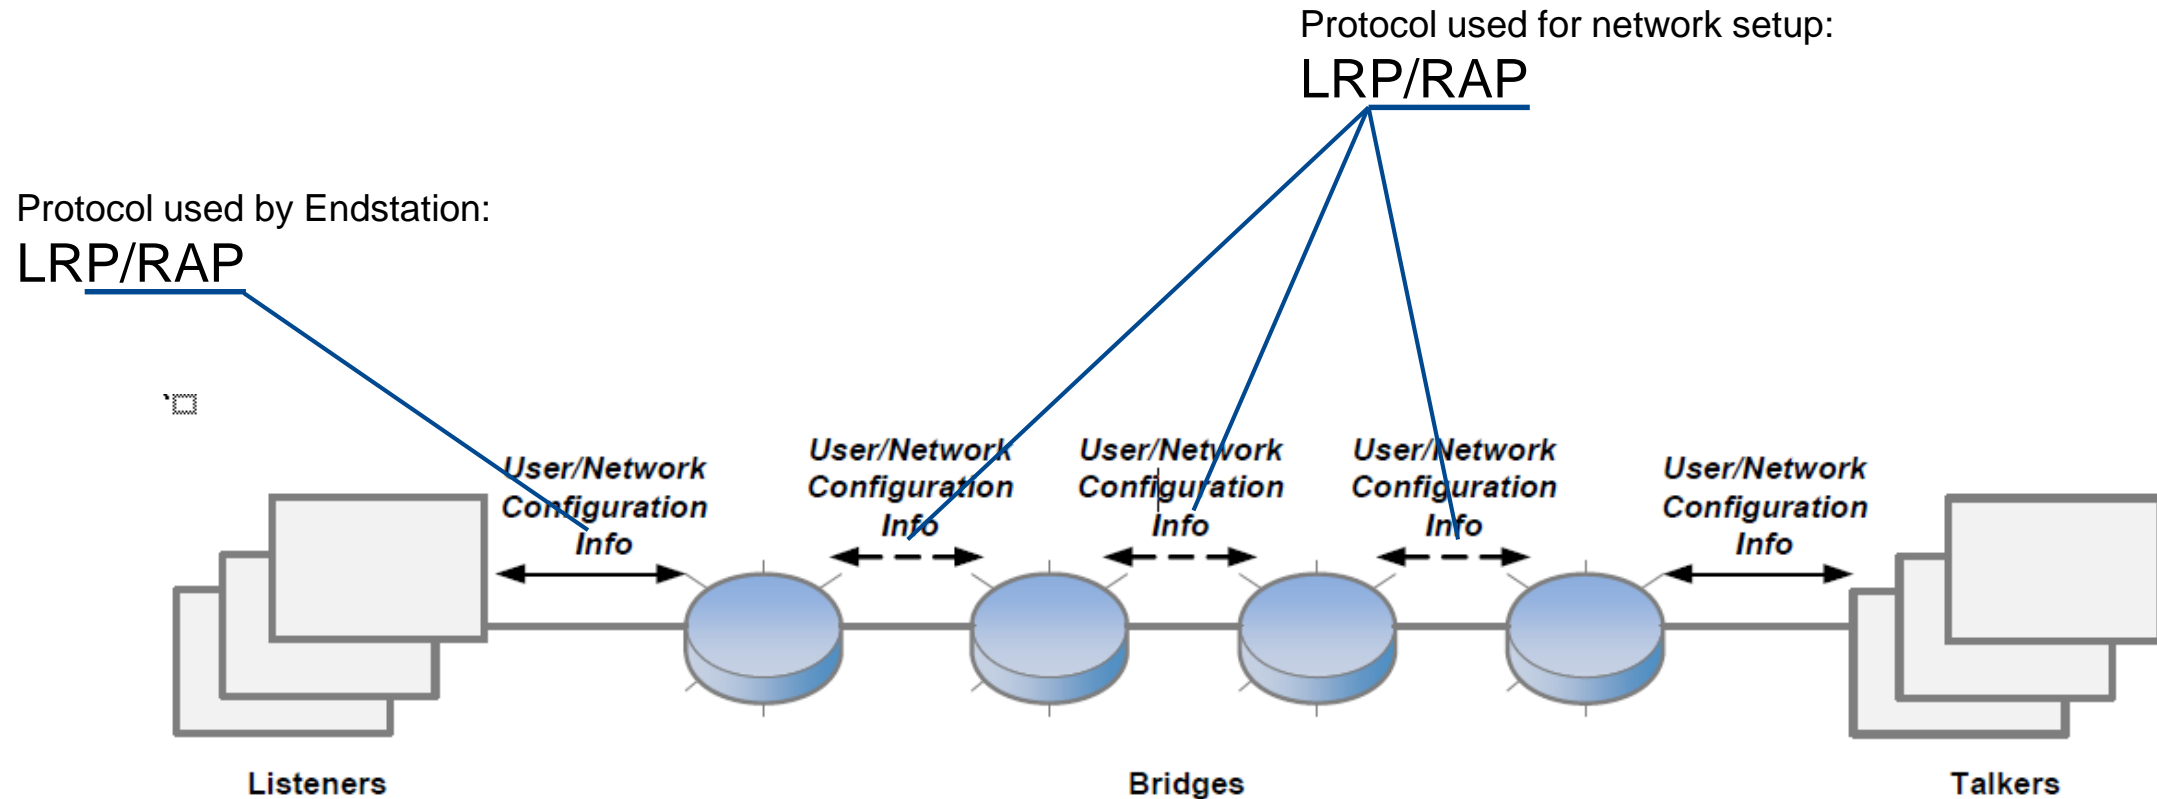 Protocol used for network setup:
LRP/RAP
Protocol used by Endstation:
LRP/RAP
User/Network
Configuration
Info
User/Network
Configuration
Info
User/Network
Configuration
Info
User/Network
Configuration
Info
User/Network
Configuration
Info
Listeners
Bridges
Talkers